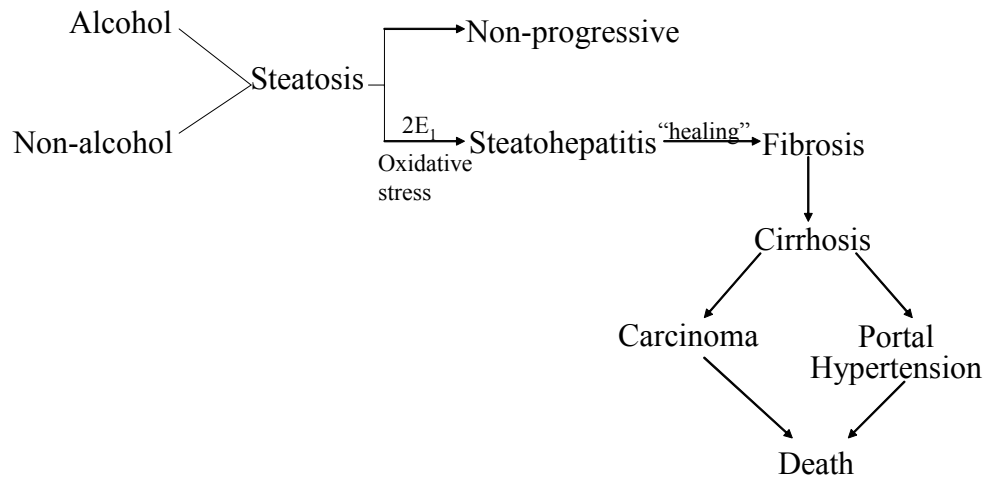 Alcohol
Non-progressive
Steatosis
Non-alcohol
2E1
Oxidative
stress
Steatohepatitis
“healing”
Fibrosis
Cirrhosis
Carcinoma
Portal
Hypertension
Death